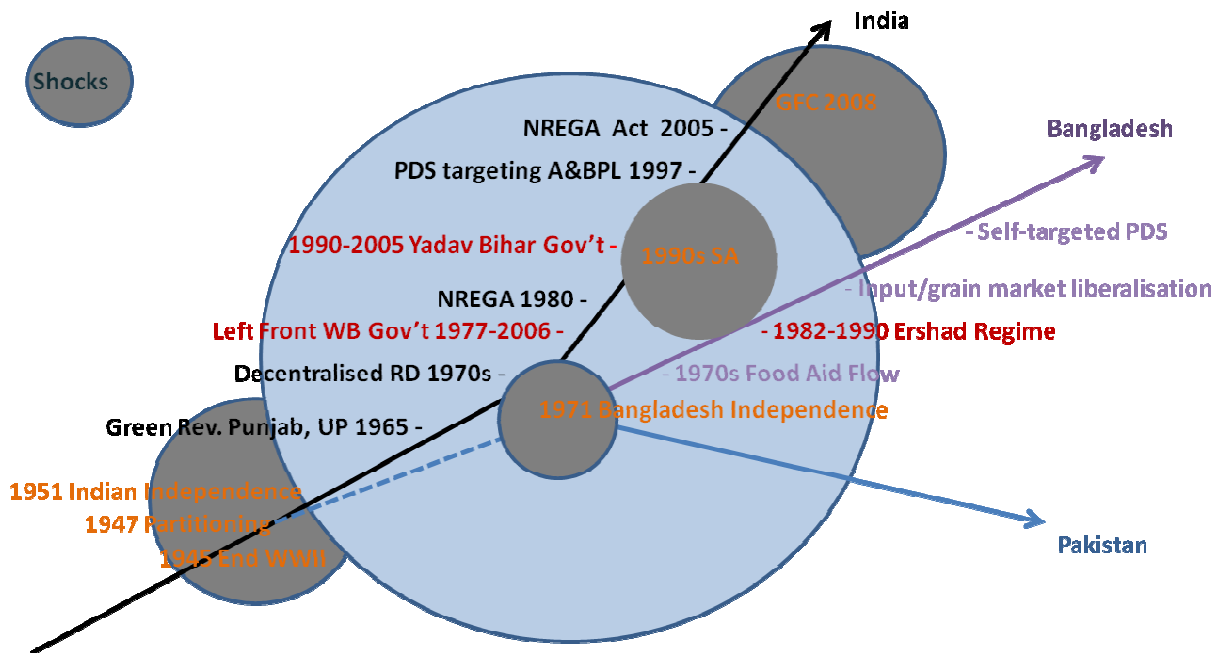 India
Shocks
GFC 2008
NREGA Act 2005 -
Bangladesh
PDS targeting A&BPL 1997 -
- Self-targeted PDS
1990-2005 Yadav Bihar Gov't -
1990s SA
- Input/grain market liberalisation
NREGA 1980 -
Left Front WB Gov't 1977-2006 -
- 1982-1990 Ershad Regime
Decentralised RD 1970s -
- 1970s Food Aid Flow
1971 Bangladesh Independence
Green Rev. Punjab, UP 1965 -
1951 Indian Independence
1947 Partitioning
1945 End WWII
Pakistan